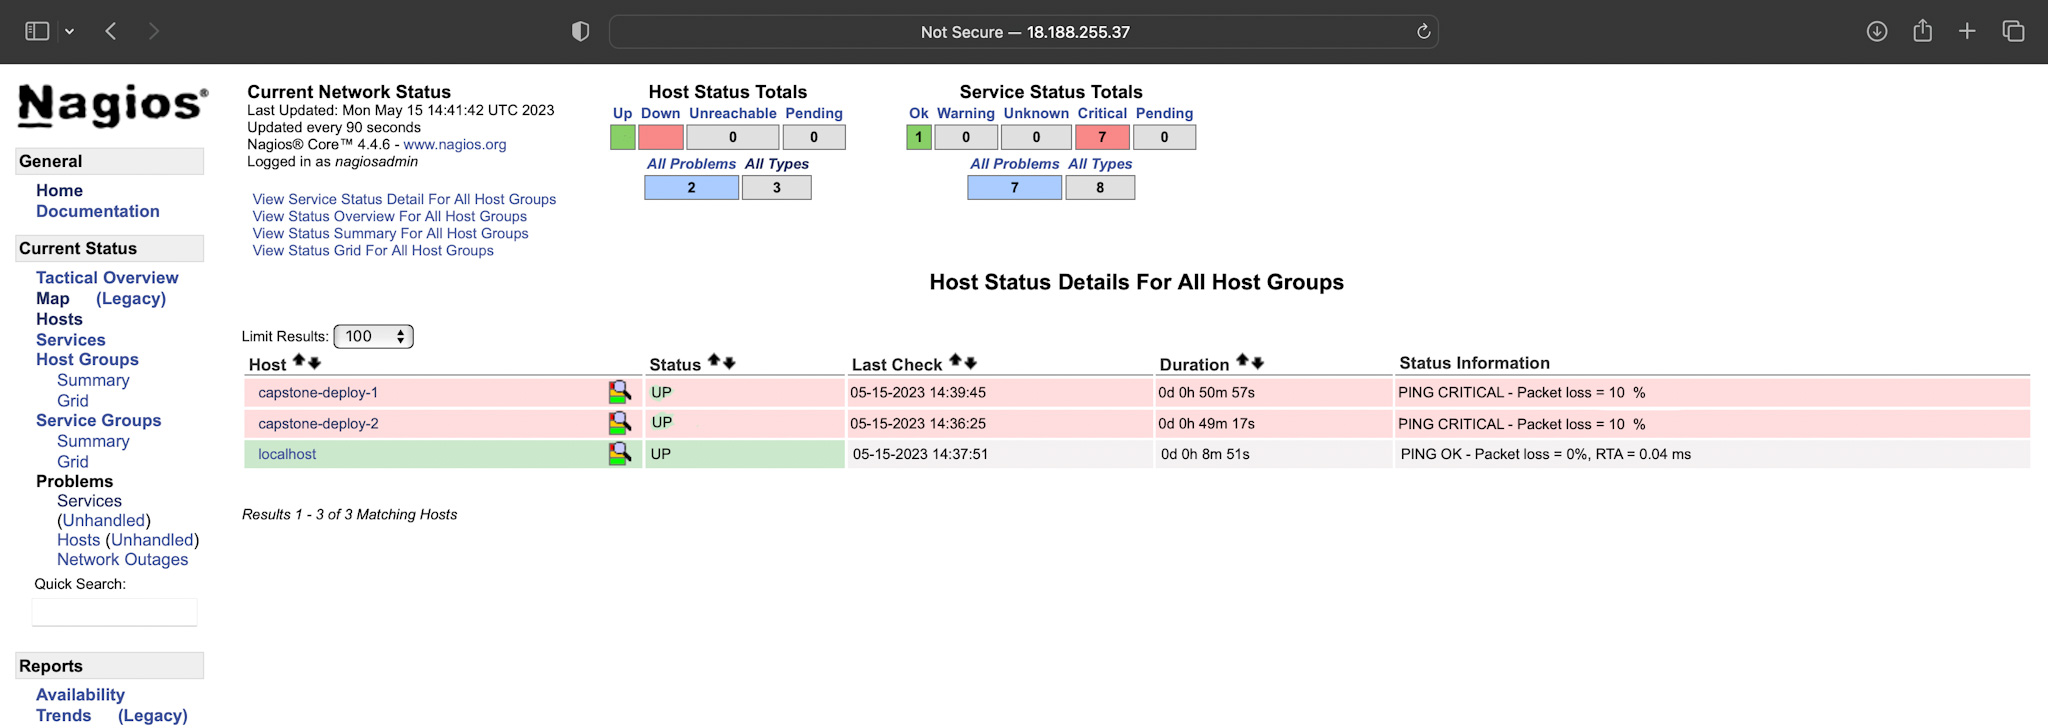 Not Secure — 18.188.255.37
Nagios®
General
Home
Documentation
Current Status
Tactical Overview
Map (Legacy)
Hosts
Services
Host Groups
Summary
Grid
Service Groups
Summary
Grid
Problems
Services
(Unhandled)
Hosts (Unhandled)
Network Outages
Quick Search:
Reports
Availability
Trends (Legacy)
Current Network Status
Last Updated: Mon May 15 14:41:42 UTC 2023
Updated every 90 seconds
Nagios® Core™ 4.4.6 - www.nagios.org
Logged in as nagiosadmin
View Service Status Detail For All Host Groups
View Status Overview For All Host Groups
View Status Summary For All Host Groups
View Status Grid For All Host Groups
Host Status Totals
Up Down Unreachable Pending
0 0
All Problems All Types
2 3
Service Status Totals
Ok Warning Unknown Critical Pending
1 0 0 7 0
All Problems All Types
7 8
Host Status Details For All Host Groups
Limit Results: 100
Host Status Last Check Duration Status Information
capstone-deploy-1 UP 05-15-2023 14:39:45 0d 0h 50m 57s PING CRITICAL - Packet loss = 10 %
capstone-deploy-2 UP 05-15-2023 14:36:25 0d 0h 49m 17s PING CRITICAL - Packet loss = 10 %
localhost UP 05-15-2023 14:37:51 0d 0h 8m 51s PING OK - Packet loss = 0%, RTA = 0.04 ms
Results 1 - 3 of 3 Matching Hosts